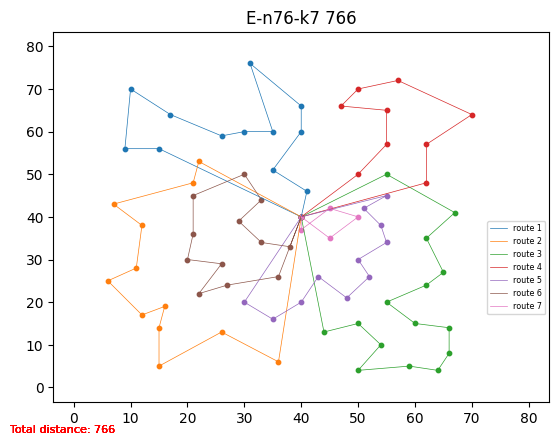 E-n76-k7 766
80
70
60
50
40
30
20
10
0
route 1
route 2
route 3
route 4
route 5
route 6
route 7
0 10 20 30 40 50 60 70 80
Total distance: 766